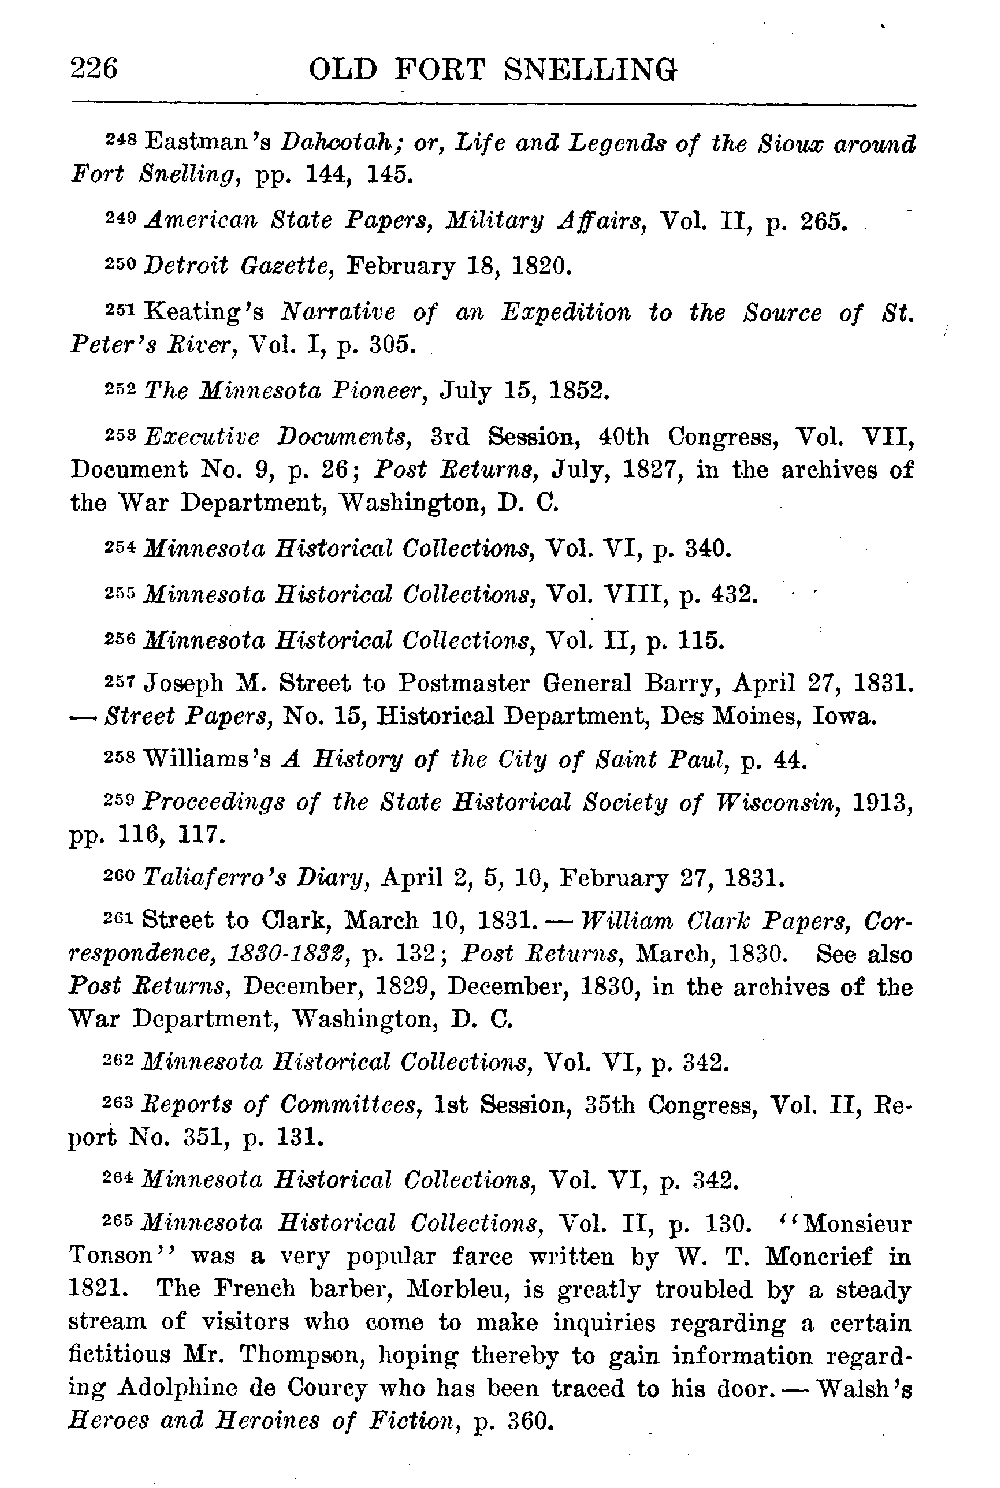 226 OLD FORT SNELLING
248 Eastman's Dahcotah; or, Life and Legends of the Sioux around
Fort Snelling, pp. 144, 145.
249 American State Papers, Military Affairs, Vol. II, p. 265.
250 Detroit Gazette, February 18, 1820.
251 Keating's Narrative of an Expedition to the Source of St.
Peter's River, Vol. I, p. 305.
252 The Minnesota Pioneer, July 15, 1852.
253 Executive Documents, 3rd Session, 40th Congress, Vol. VII,
Document No. 9, p. 26; Post Returns, July, 1827, in the archives of
the War Department, Washington, D. C.
254 Minnesota Historical Collections, Vol. VI, p. 340.
255 Minnesota Historical Collections, Vol. VIII, p. 432.
256 Minnesota Historical Collections, Vol. II, p. 115.
257 Joseph M. Street to Postmaster General Barry, April 27, 1831.
— Street Papers, No. 15, Historical Department, Des Moines, Iowa.
258 Williams's A History of the City of Saint Paul, p. 44.
259 Proceedings of the State Historical Society of Wisconsin, 1913,
pp. 116, 117.
260 Taliaferro's Diary, April 2, 5, 10, February 27, 1831.
261 Street to Clark, March 10, 1831. — William Clark Papers, Cor-
respondence, 1830-1832, p. 132; Post Returns, March, 1830. See also
Post Returns, December, 1829, December, 1830, in the archives of the
War Department, Washington, D. C.
262 Minnesota Historical Collections, Vol. VI, p. 342.
263 Reports of Committees, 1st Session, 35th Congress, Vol. II, Re-
port No. 351, p. 131.
264 Minnesota Historical Collections, Vol. VI, p. 342.
265 Minnesota Historical Collections, Vol. II, p. 130. "Monsieur
Tonson" was a very popular farce written by W. T. Moncrief in
1821. The French barber, Morbleu, is greatly troubled by a steady
stream of visitors who come to make inquiries regarding a certain
fictitious Mr. Thompson, hoping thereby to gain information regard-
ing Adolphine de Courcy who has been traced to his door. — Walsh's
Heroes and Heroines of Fiction, p. 360.